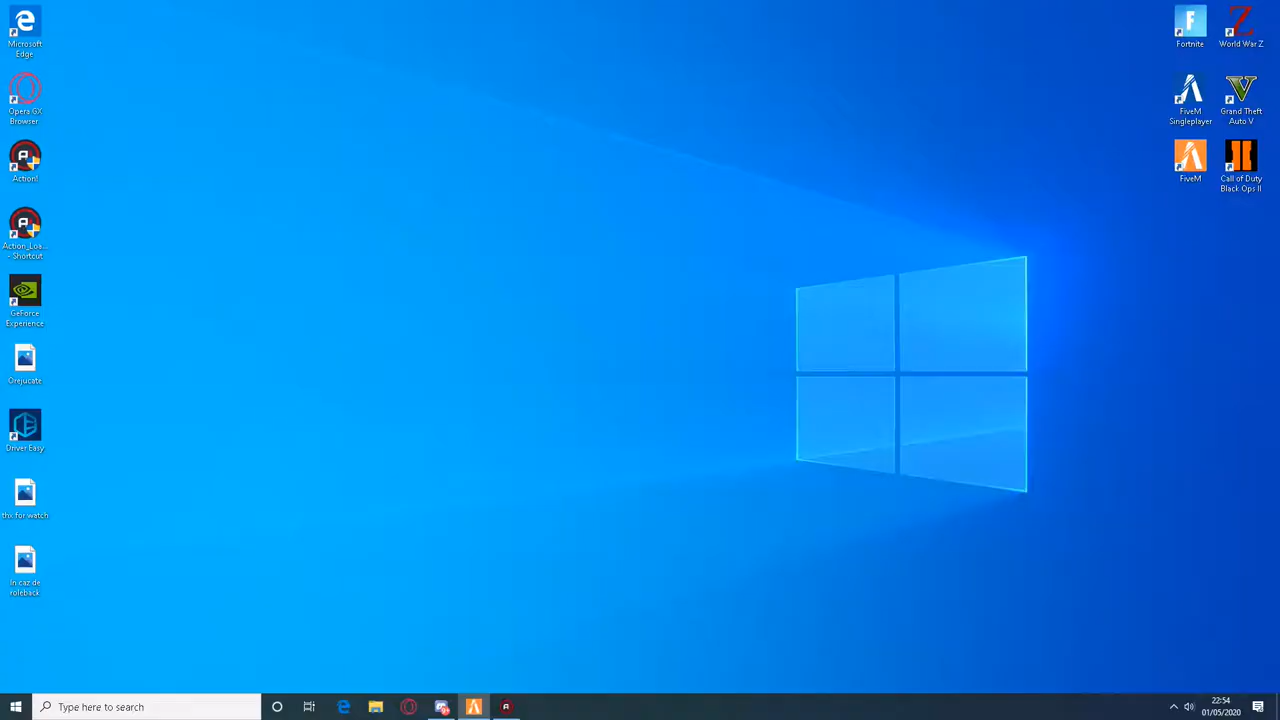 Microsoft
Edge
Opera GX
Browser
Action!
Action_Loa...
- Shortcut
GeForce
Experience
Orejucate
Driver Easy
thx for watch
In caz de
roleback
Fortnite
World War Z
FiveM
Singleplayer
Grand Theft
Auto V
FiveM
Call of Duty
Black Ops II
Type here to search
22:54
01/05/2020